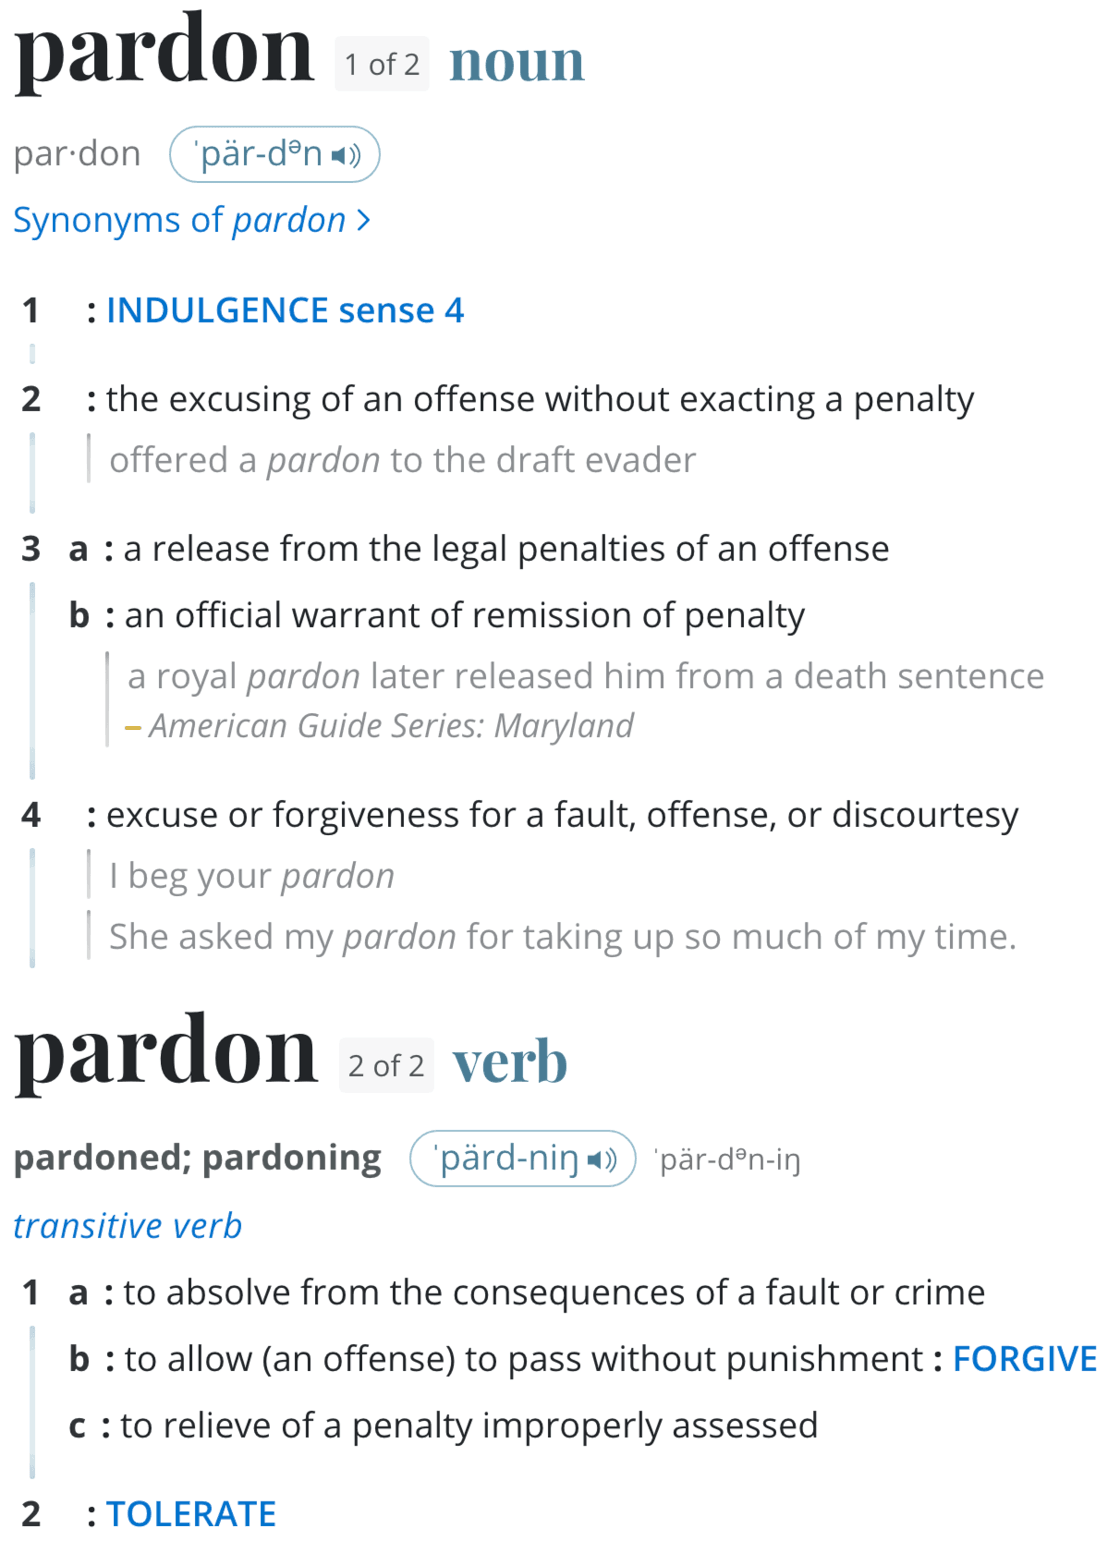 pardon 1 of 2 noun
par·don ˈpär-dᵊn
Synonyms of pardon
1 : INDULGENCE sense 4
2 : the excusing of an offense without exacting a penalty
offered a pardon to the draft evader
3 a : a release from the legal penalties of an offense
b : an official warrant of remission of penalty
a royal pardon later released him from a death sentence
– American Guide Series: Maryland
4 : excuse or forgiveness for a fault, offense, or discourtesy
I beg your pardon
She asked my pardon for taking up so much of my time.
pardon 2 of 2 verb
pardoned; pardoning ˈpärd-niŋ ˈpär-dᵊn-iŋ
transitive verb
1 a : to absolve from the consequences of a fault or crime
b : to allow (an offense) to pass without punishment : FORGIVE
c : to relieve of a penalty improperly assessed
2 : TOLERATE